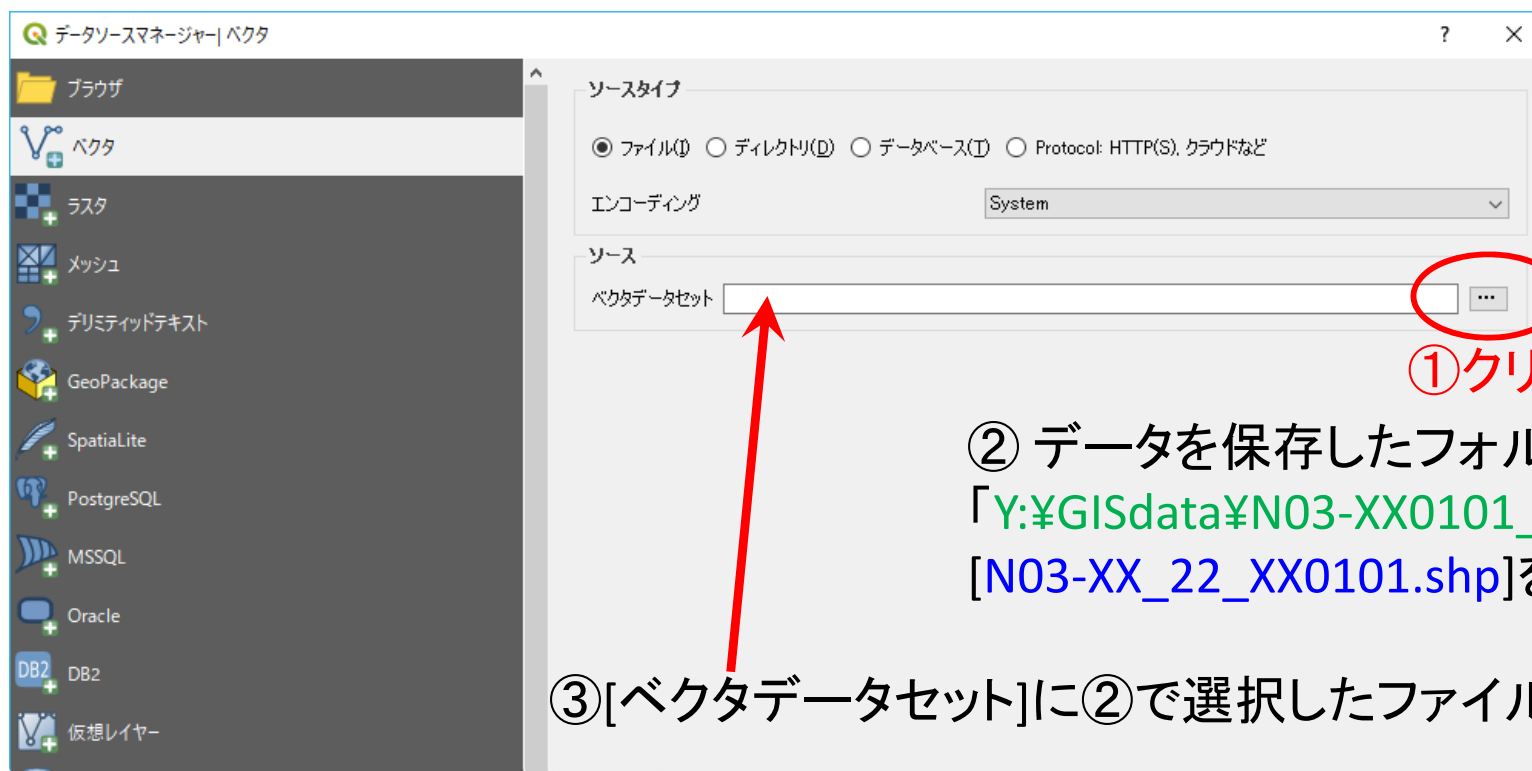 データソースマネージャー | ベクタ
?
ブラウザ
ベクタ
ラスタ
メッシュ
デリミティッドテキスト
GeoPackage
SpatiaLite
PostgreSQL
MSSQL
Oracle
DB2 DB2
仮想レイヤー
ソースタイプ
ファイル(I) ディレクトリ(D) データベース(T) Protocol: HTTP(S), クラウドなど
エンコーディング System
ソース
ベクタデータセット …
①クリ
② データを保存したフォル
「Y:¥GISdata¥N03-XX0101_
[N03-XX_22_XX0101.shp]を
③[ベクタデータセット]に②で選択したファイル